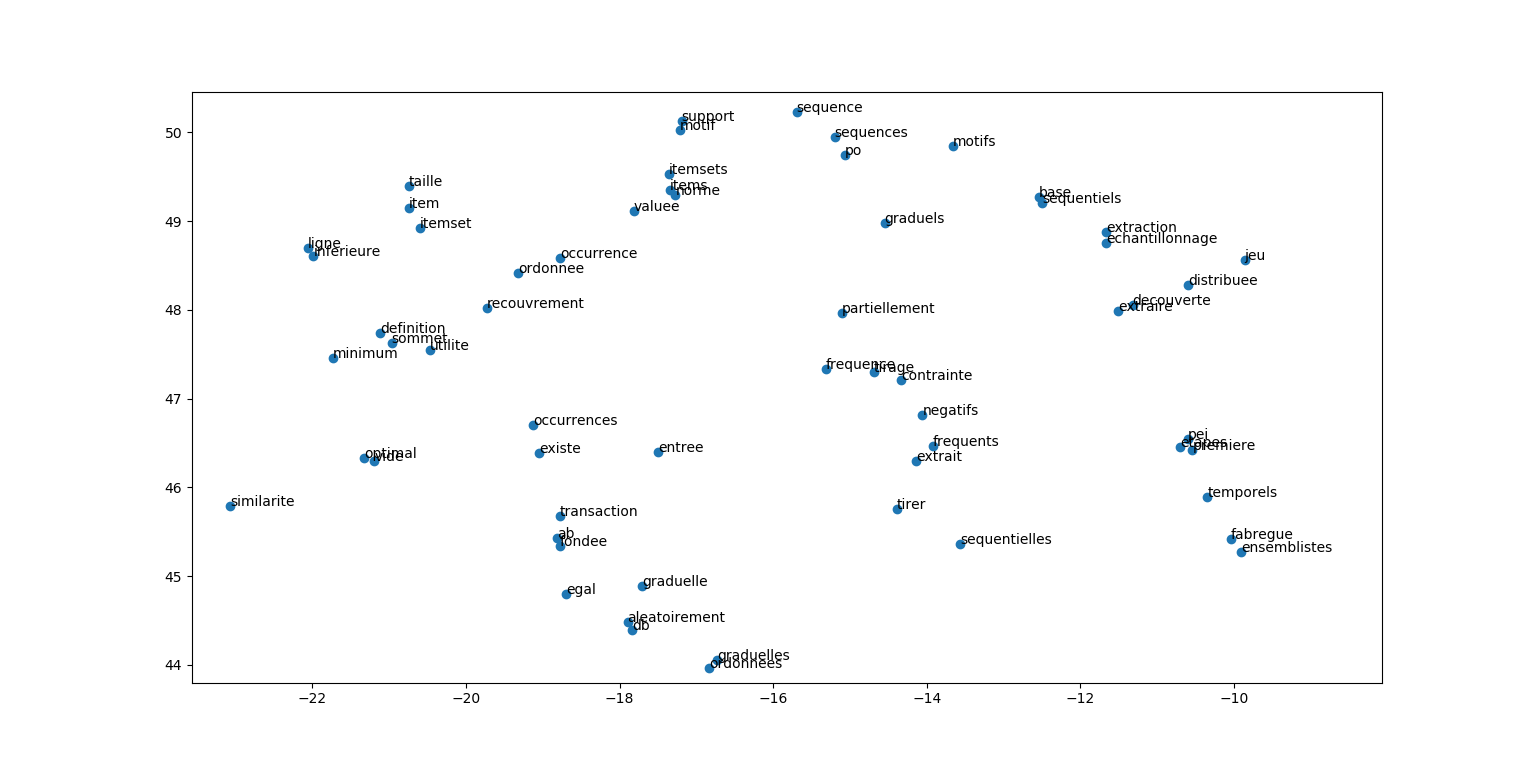 sequence
support
motif
50
sequences
motifs
po
itemsets
taille
items
norme
base
sequentiels
item
valuee
49
itemset
graduels
extraction
echantillonnage
ligne
inferieure
occurrence
jeu
ordonnee
distribuee
recouvrement
decouverte
extraire
partiellement
48
definition
sommet
utilite
minimum
frequence
tirage
contrainte
47
negatifs
occurrences
pei
etapes
premiere
frequents
existe
entree
extrait
optimal
vide
46
similarite
temporels
tirer
transaction
ab
fondee
fabregue
ensemblistes
sequentielles
45
graduelle
egal
aleatoirement
db
graduelles
ordonnees
44
−22 −20 −18 −16 −14 −12 −10